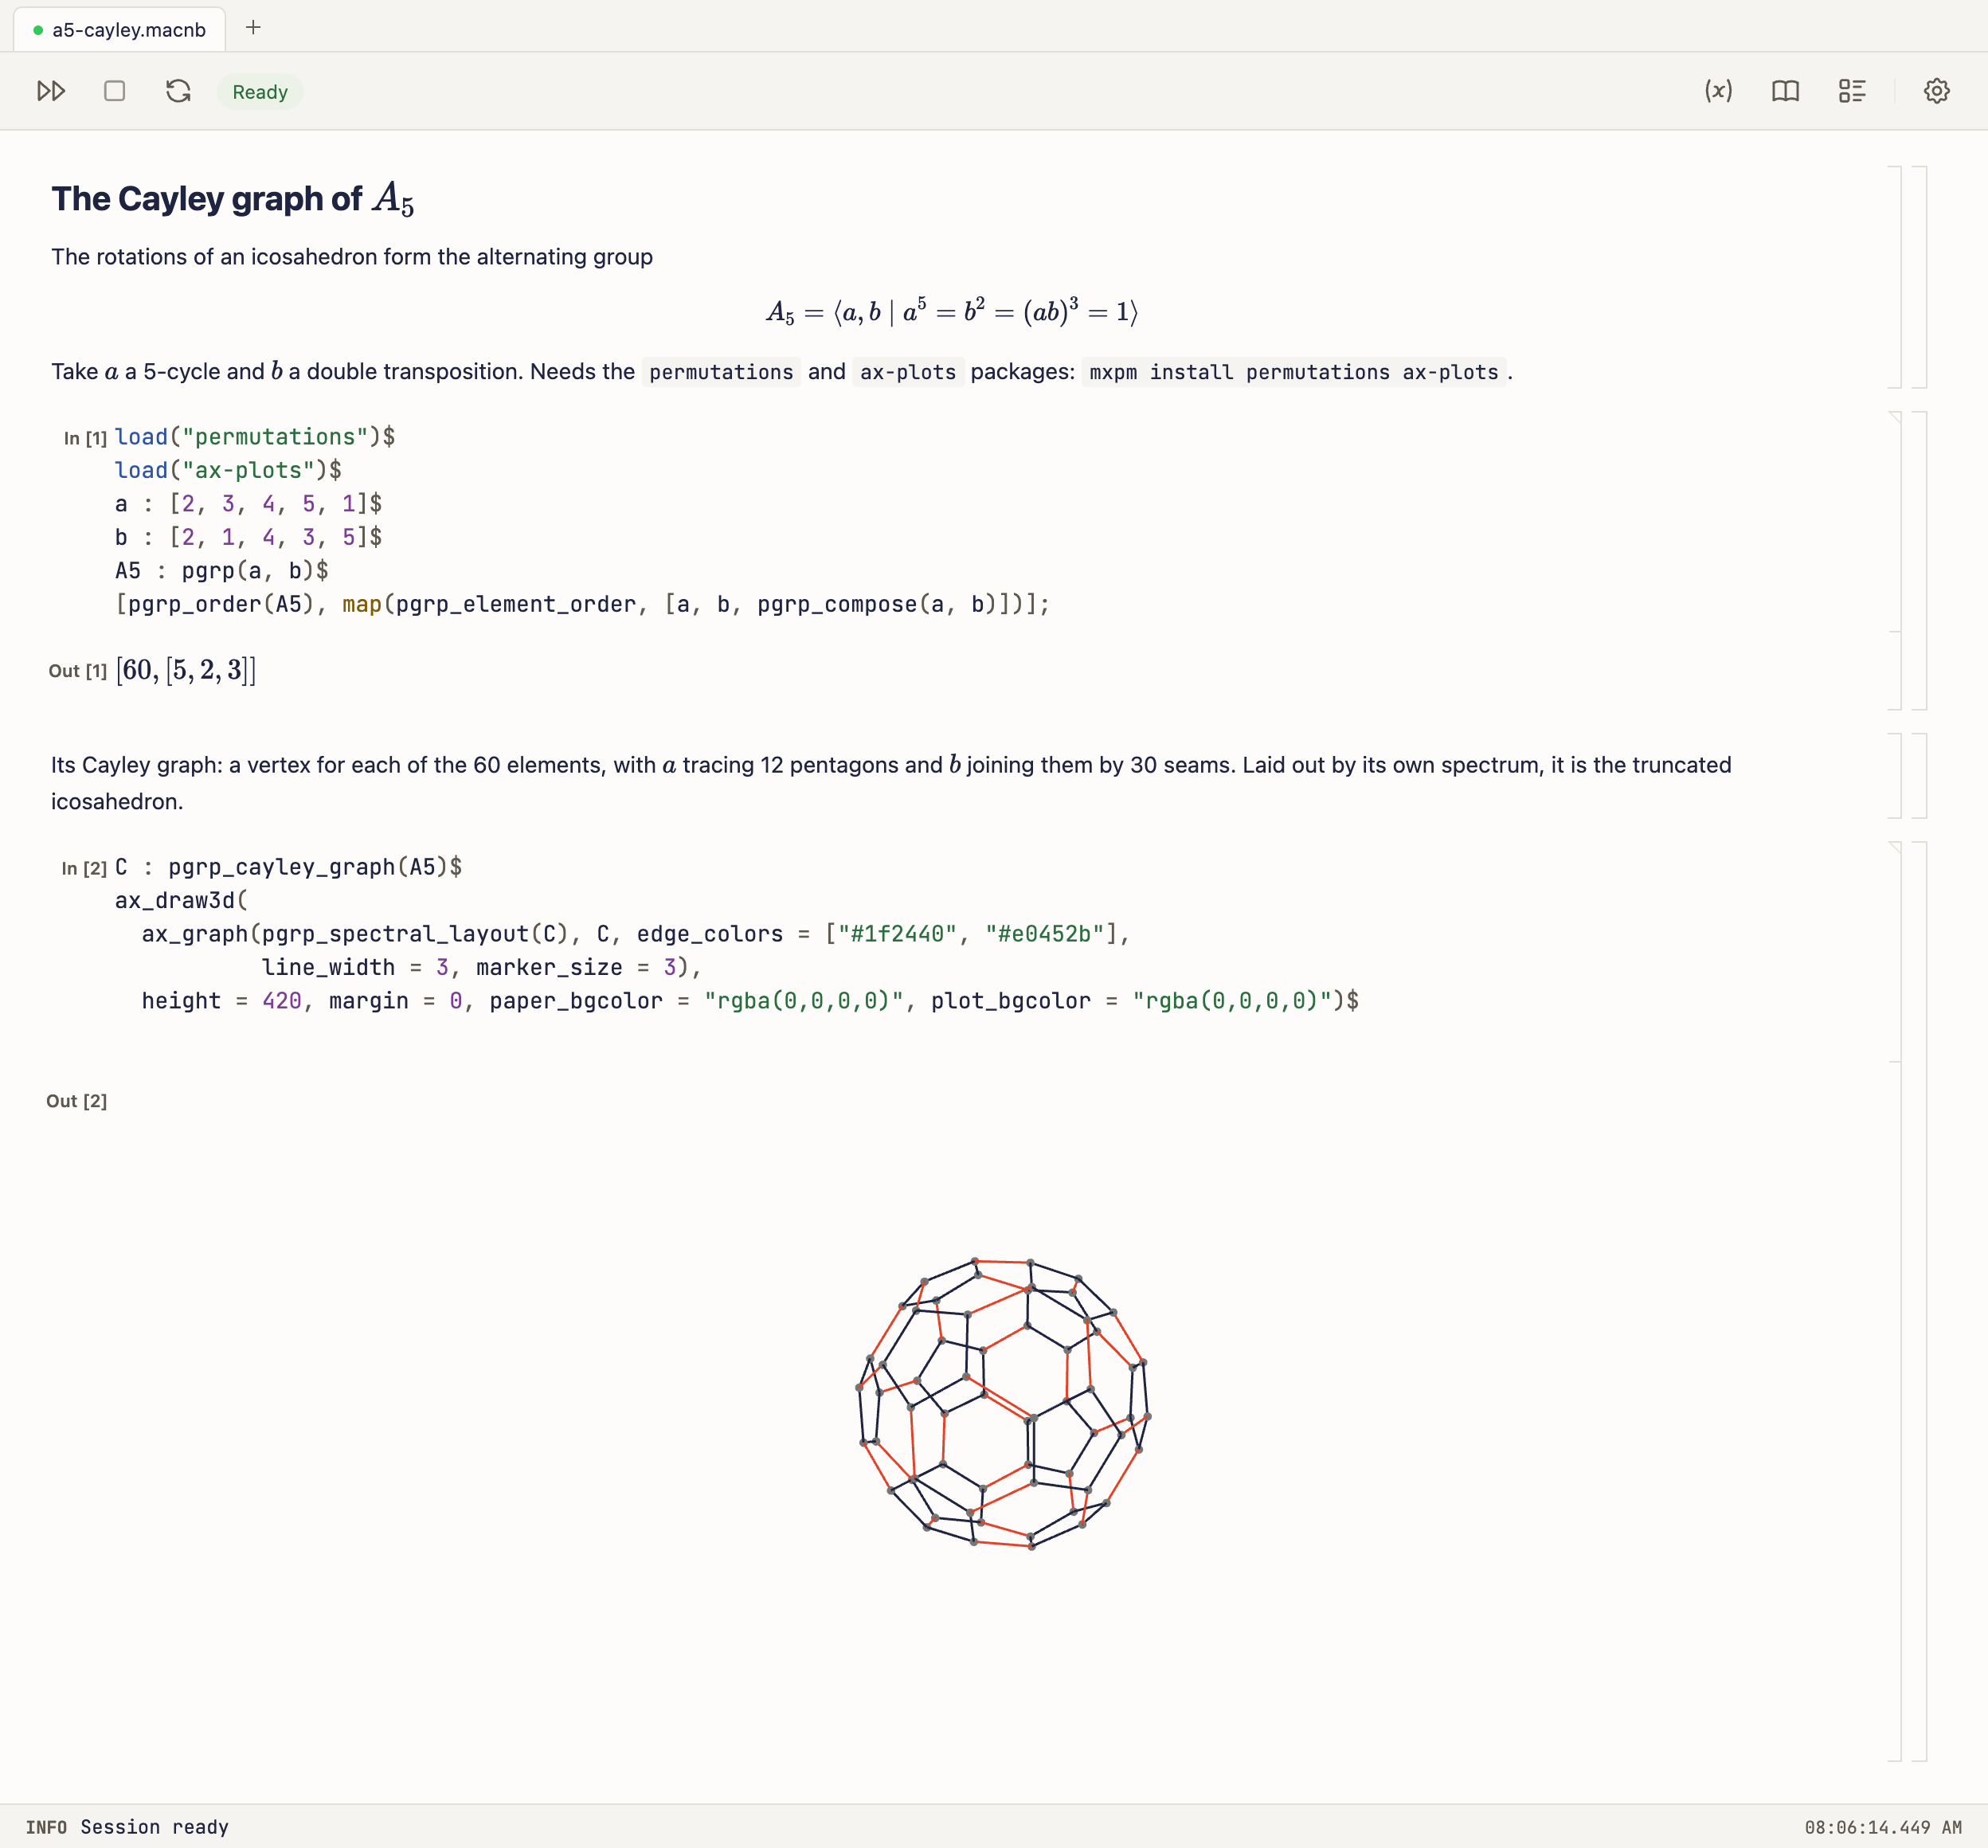 a5-cayley.macnb
Ready
(x)
The Cayley graph of A₅
The rotations of an icosahedron form the alternating group
A₅ = ⟨a, b | a⁵ = b² = (ab)³ = 1⟩
Take a a 5-cycle and b a double transposition. Needs the permutations and ax-plots packages: mxpm install permutations ax-plots.
In [1] load("permutations")$
load("ax-plots")$
a : [2, 3, 4, 5, 1]$
b : [2, 1, 4, 3, 5]$
A5 : pgrp(a, b)$
[pgrp_order(A5), map(pgrp_element_order, [a, b, pgrp_compose(a, b)])];
Out [1] [60, [5, 2, 3]]
Its Cayley graph: a vertex for each of the 60 elements, with a tracing 12 pentagons and b joining them by 30 seams. Laid out by its own spectrum, it is the truncated
icosahedron.
In [2] C : pgrp_cayley_graph(A5)$
ax_draw3d(
ax_graph(pgrp_spectral_layout(C), C, edge_colors = ["#1f2440", "#e0452b"],
line_width = 3, marker_size = 3),
height = 420, margin = 0, paper_bgcolor = "rgba(0,0,0,0)", plot_bgcolor = "rgba(0,0,0,0)")$
Out [2]
INFO Session ready
08:06:14.449 AM